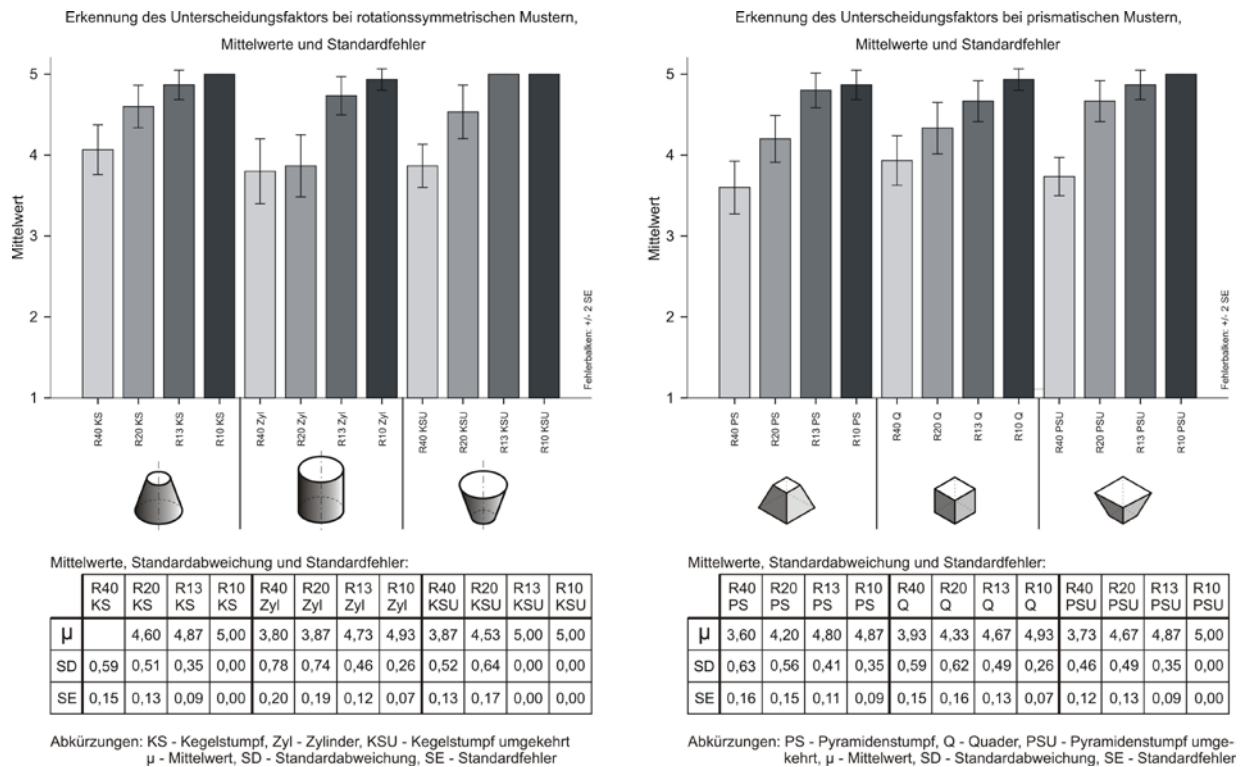 Erkennung des Unterscheidungsfaktors bei rotationssymmetrischen Mustern,
Mittelwerte und Standardfehler
5
4
3
2
1
Mittelwert
Fehlerbalken: +/- 2 SE
R40 KS
R20 KS
R13 KS
R10 KS
R40 Zyl
R20 Zyl
R13 Zyl
R10 Zyl
R40 KSU
R20 KSU
R13 KSU
R10 KSU
Mittelwerte, Standardabweichung und Standardfehler:
R40 R20 R13 R10 R40 R20 R13 R10 R40 R20 R13 R10
KS KS KS KS Zyl Zyl Zyl Zyl KSU KSU KSU KSU
µ 4,60 4,87 5,00 3,80 3,87 4,73 4,93 3,87 4,53 5,00 5,00
SD 0,59 0,51 0,35 0,00 0,78 0,74 0,46 0,26 0,52 0,64 0,00 0,00
SE 0,15 0,13 0,09 0,00 0,20 0,19 0,12 0,07 0,13 0,17 0,00 0,00
Abkürzungen: KS - Kegelstumpf, Zyl - Zylinder, KSU - Kegelstumpf umgekehrt
µ - Mittelwert, SD - Standardabweichung, SE - Standardfehler
Erkennung des Unterscheidungsfaktors bei prismatischen Mustern,
Mittelwerte und Standardfehler
5
4
3
2
1
Mittelwert
Fehlerbalken: +/- 2 SE
R40 PS
R20 PS
R13 PS
R10 PS
R40 Q
R20 Q
R13 Q
R10 Q
R40 PSU
R20 PSU
R13 PSU
R10 PSU
Mittelwerte, Standardabweichung und Standardfehler:
R40 R20 R13 R10 R40 R20 R13 R10 R40 R20 R13 R10
PS PS PS PS Q Q Q Q PSU PSU PSU PSU
µ 3,60 4,20 4,80 4,87 3,93 4,33 4,67 4,93 3,73 4,67 4,87 5,00
SD 0,63 0,56 0,41 0,35 0,59 0,62 0,49 0,26 0,46 0,49 0,35 0,00
SE 0,16 0,15 0,11 0,09 0,15 0,16 0,13 0,07 0,12 0,13 0,09 0,00
Abkürzungen: PS - Pyramidenstumpf, Q - Quader, PSU - Pyramidenstumpf umge-
kehrt, µ - Mittelwert, SD - Standardabweichung, SE - Standardfehler